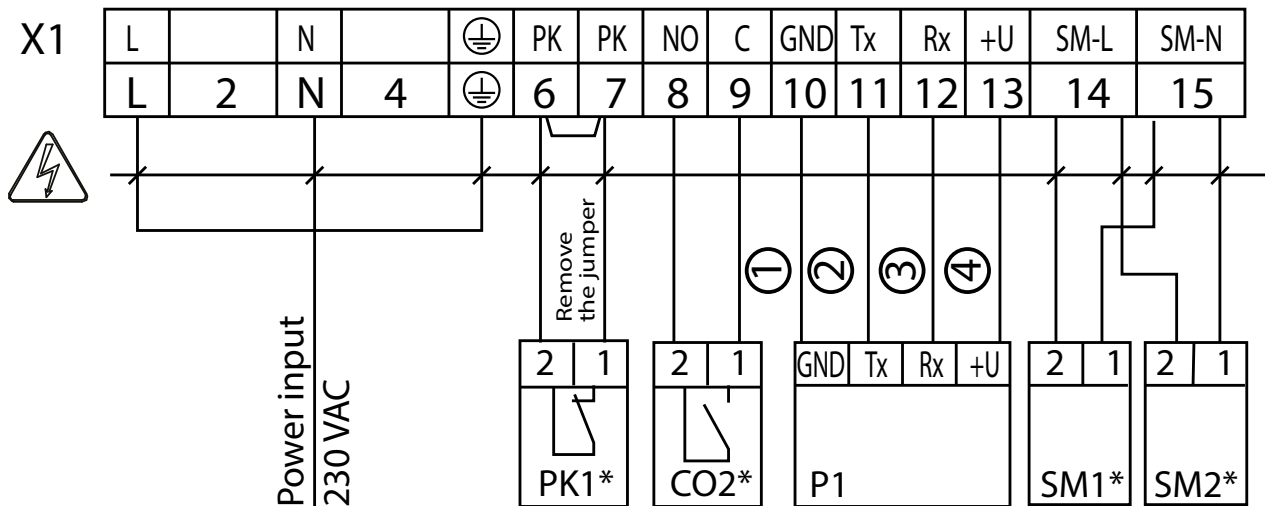 X1 L N PK PK NO C GND Tx Rx +U SM-L SM-N
L 2 N 4 6 7 8 9 10 11 12 13 14 15
Remove
the jumper
1 2 3 4
Power input
230 VAC
2 1 2 1 GND Tx Rx +U 2 1 2 1
PK1* CO2* P1 SM1* SM2*